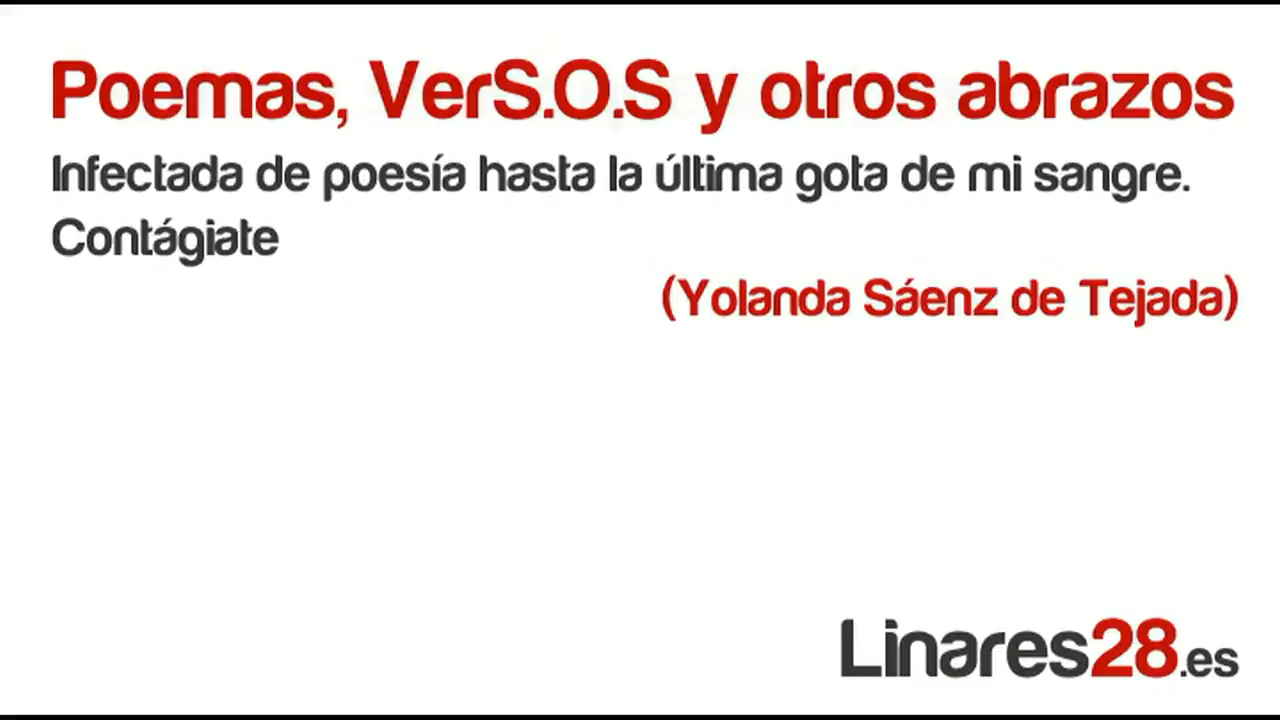 Poemas, VerS.O.S y otros abrazos
Infectada de poesía hasta la última gota de mi sangre.
Contágiate
(Yolanda Sáenz de Tejada)
Linares28.es